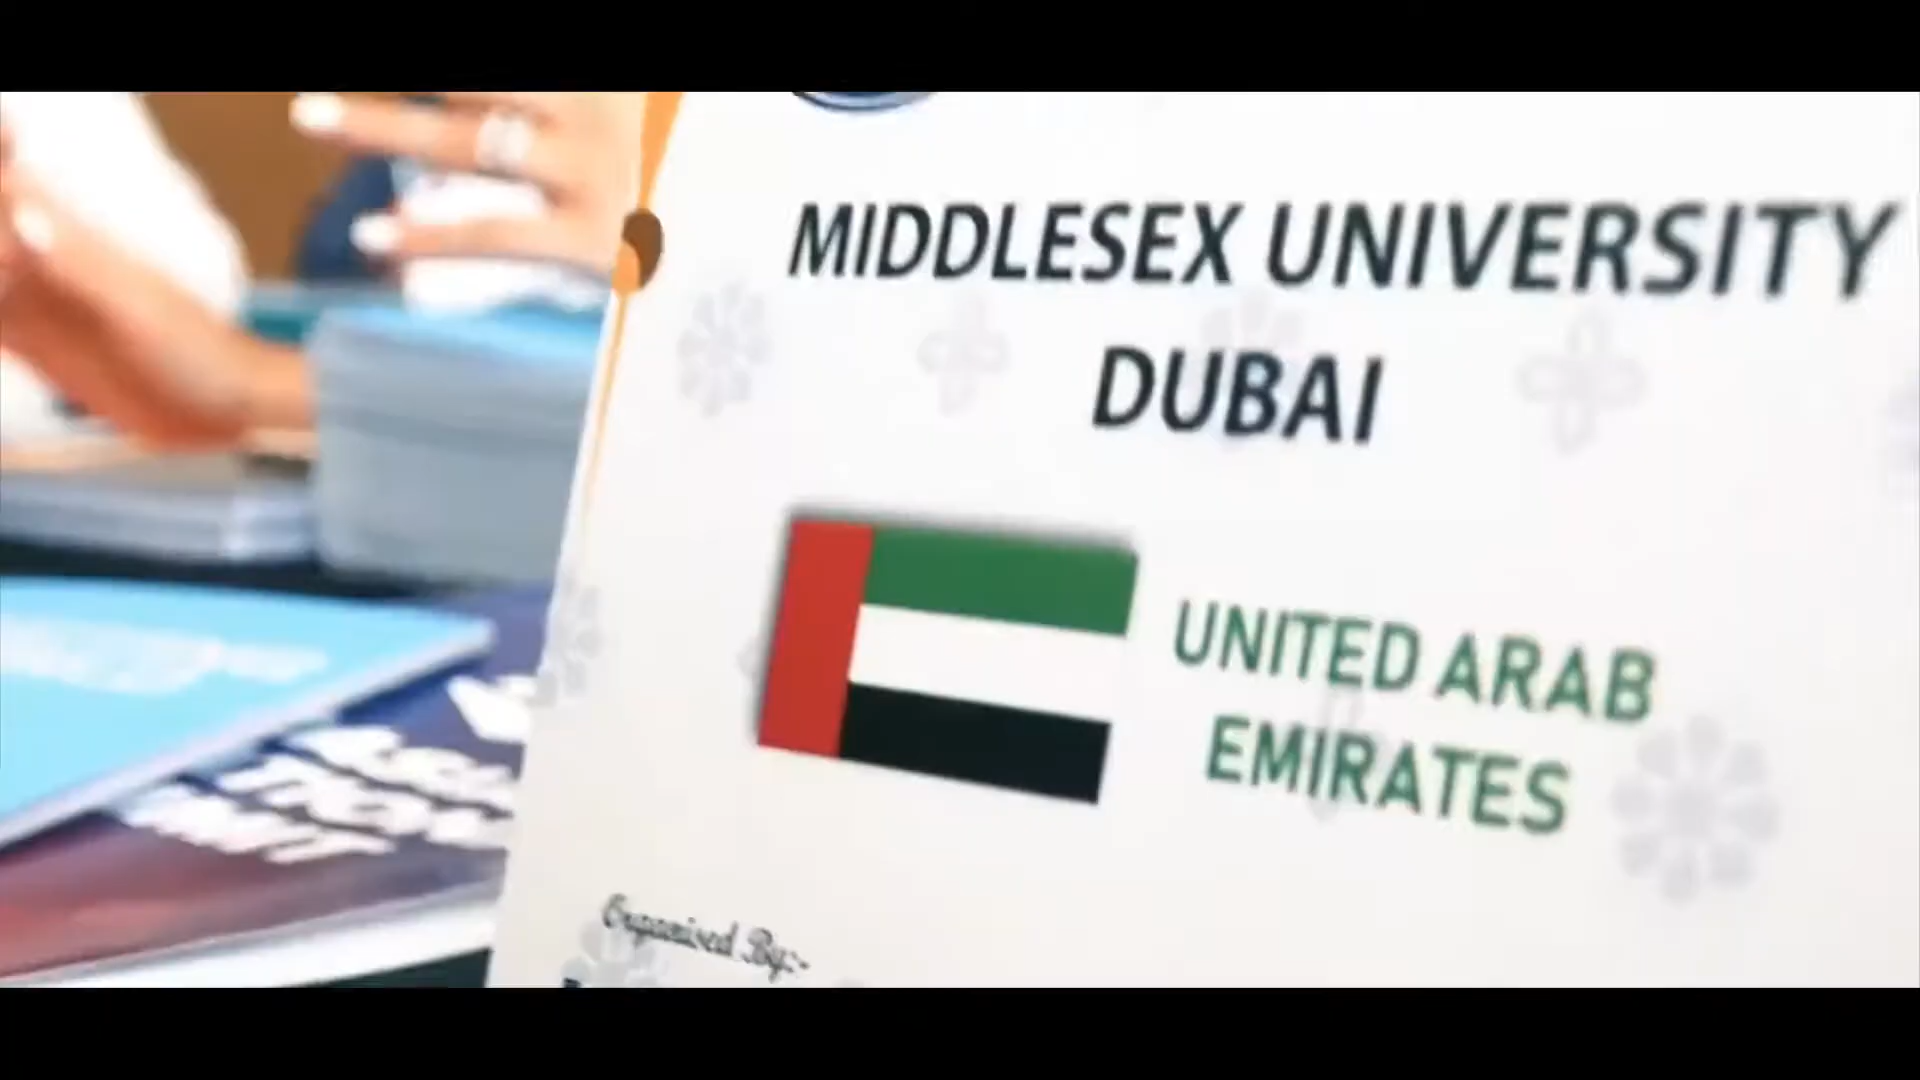 MIDDLESEX UNIVERSITY
DUBAI
UNITED ARAB
EMIRATES
Organised By:-